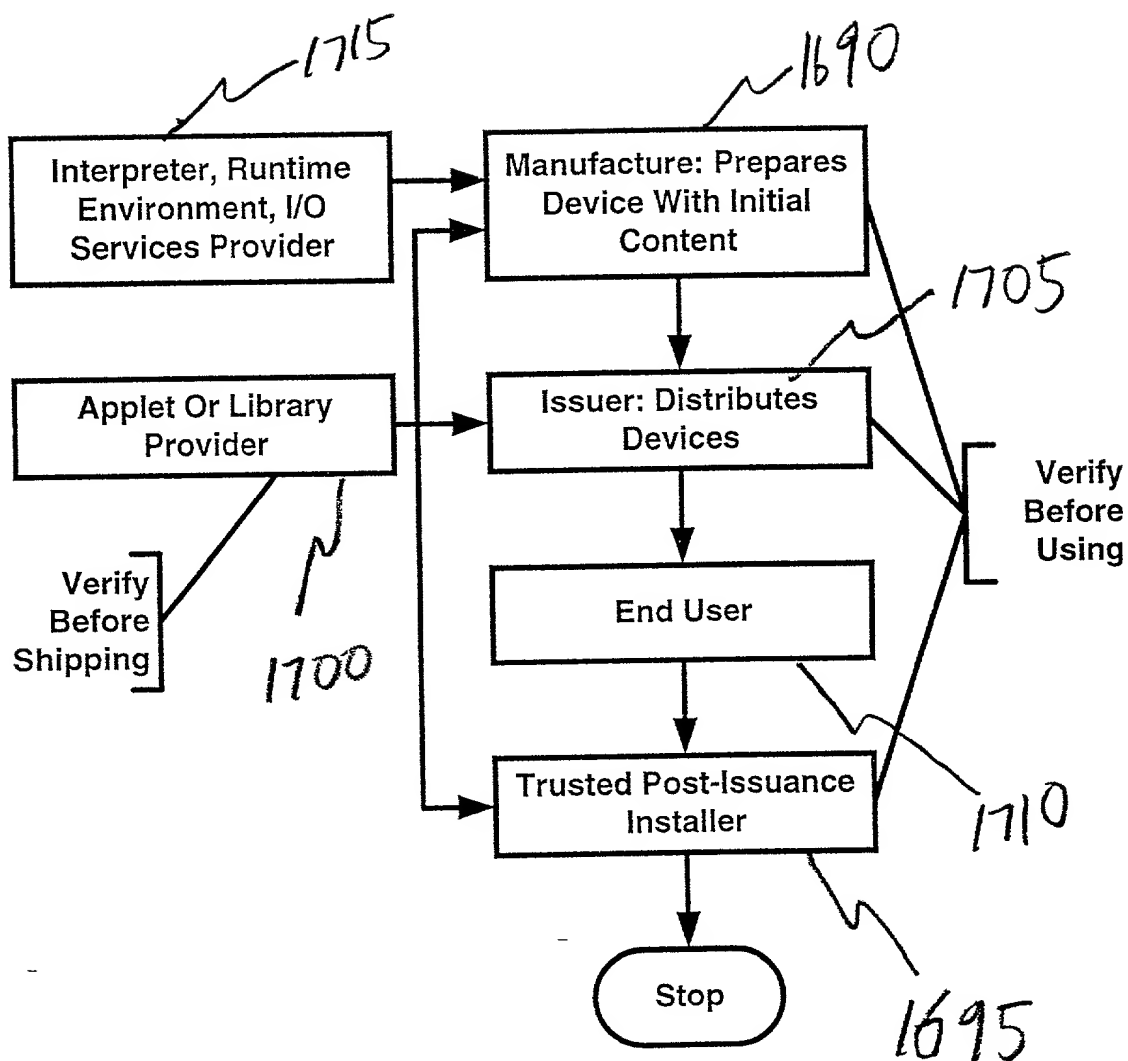 1715
1690
Interpreter, Runtime
Environment, I/O
Services Provider
Manufacture: Prepares
Device With Initial
Content
1705
Applet Or Library
Provider
Issuer: Distributes
Devices
Verify
Before
Using
Verify
Before
Shipping
1700
End User
Trusted Post-Issuance
Installer
1710
Stop
1695